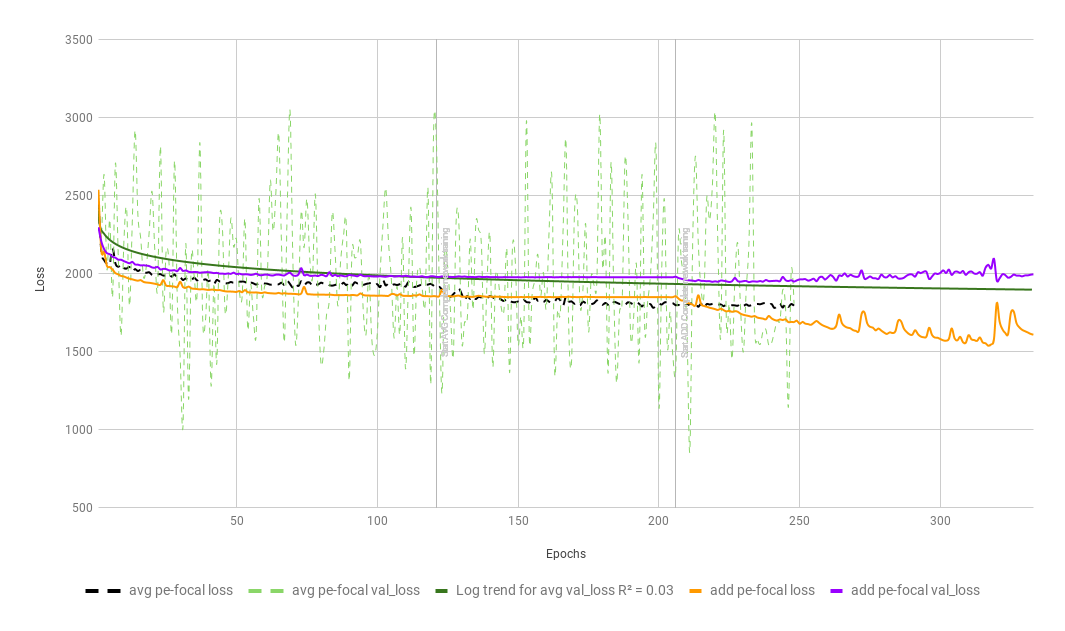 3500
3000
2500
2000
1500
1000
500
Loss
50
100
150
200
250
300
Epochs
avg pe-focal loss
avg pe-focal val_loss
Log trend for avg val_loss R² = 0.03
add pe-focal loss
add pe-focal val_loss